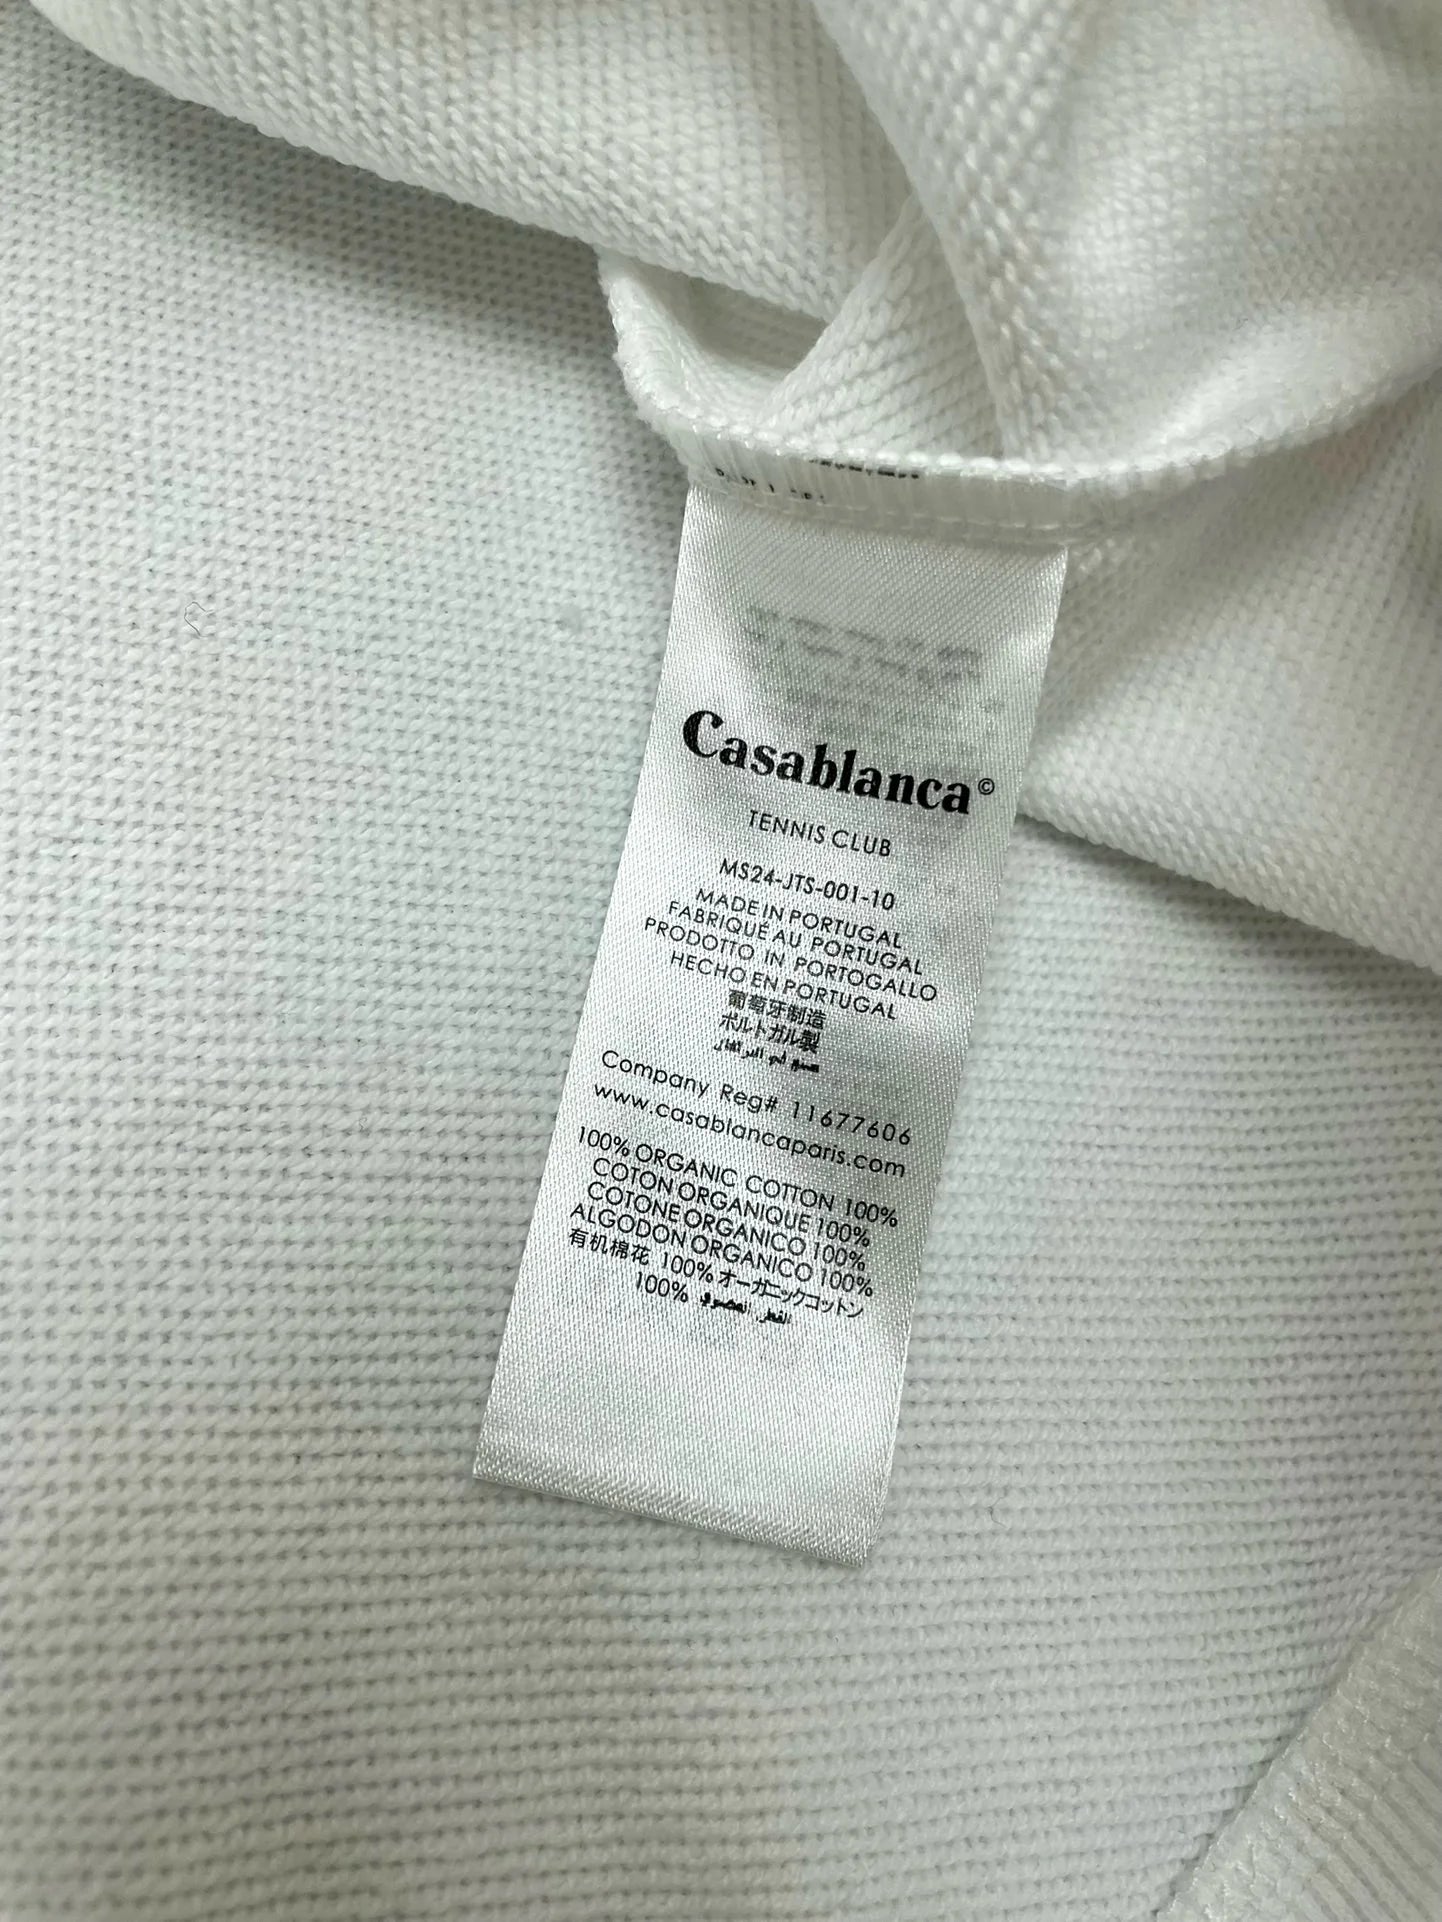 Casablanca©
TENNIS CLUB
MS24-JTS-001-10
MADE IN PORTUGAL
FABRIQUÉ AU PORTUGAL
PRODOTTO IN PORTOGALLO
HECHO EN PORTUGAL
葡萄牙制造
ポルトガル製
Company Reg# 11677606
www.casablancaparis.com
100% ORGANIC COTTON 100%
COTON ORGANIQUE 100%
COTONE ORGANICO 100%
ALGODON ORGANICO 100%
有机棉花 100% オーガニックコットン
100%